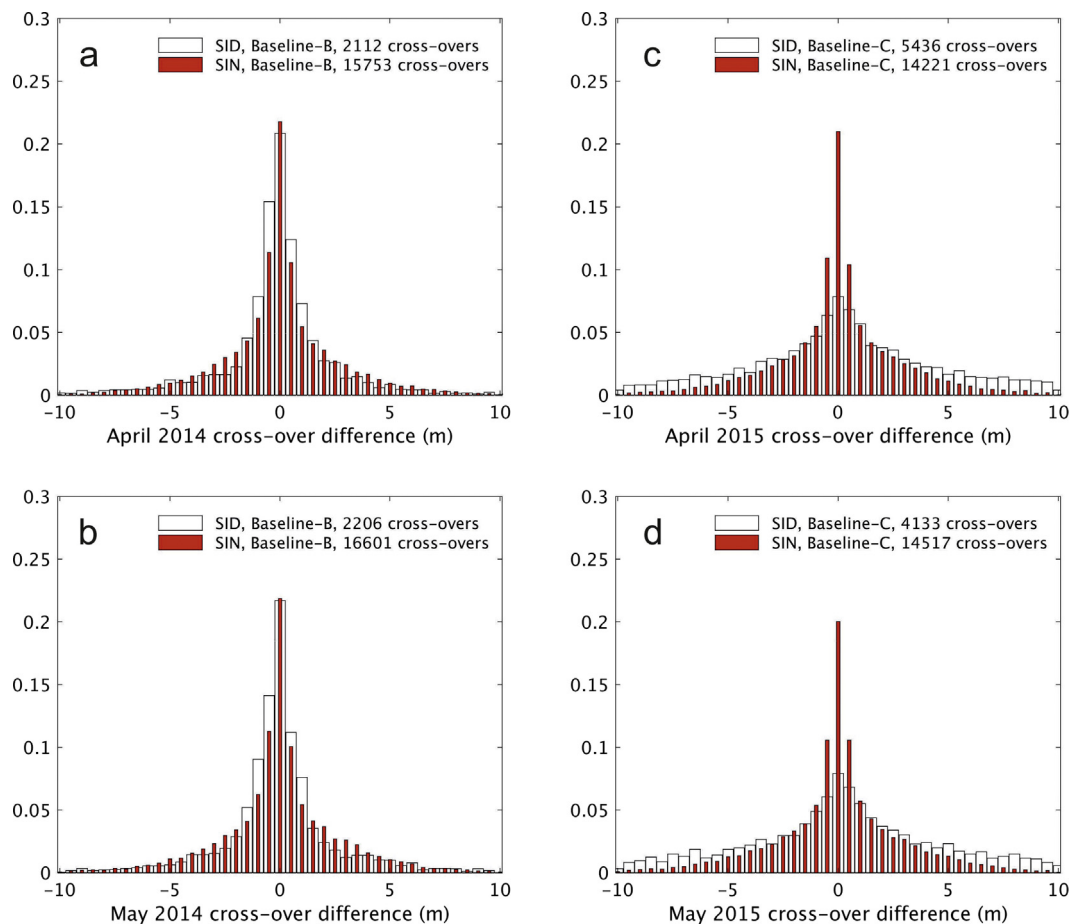 a
SID, Baseline-B, 2112 cross-overs
SIN, Baseline-B, 15753 cross-overs
0.3
0.25
0.2
0.15
0.1
0.05
0
-10 -5 0 5 10
April 2014 cross-over difference (m)
c
SID, Baseline-C, 5436 cross-overs
SIN, Baseline-C, 14221 cross-overs
0.3
0.25
0.2
0.15
0.1
0.05
0
-10 -5 0 5 10
April 2015 cross-over difference (m)
b
SID, Baseline-B, 2206 cross-overs
SIN, Baseline-B, 16601 cross-overs
0.3
0.25
0.2
0.15
0.1
0.05
0
-10 -5 0 5 10
May 2014 cross-over difference (m)
d
SID, Baseline-C, 4133 cross-overs
SIN, Baseline-C, 14517 cross-overs
0.3
0.25
0.2
0.15
0.1
0.05
0
-10 -5 0 5 10
May 2015 cross-over difference (m)